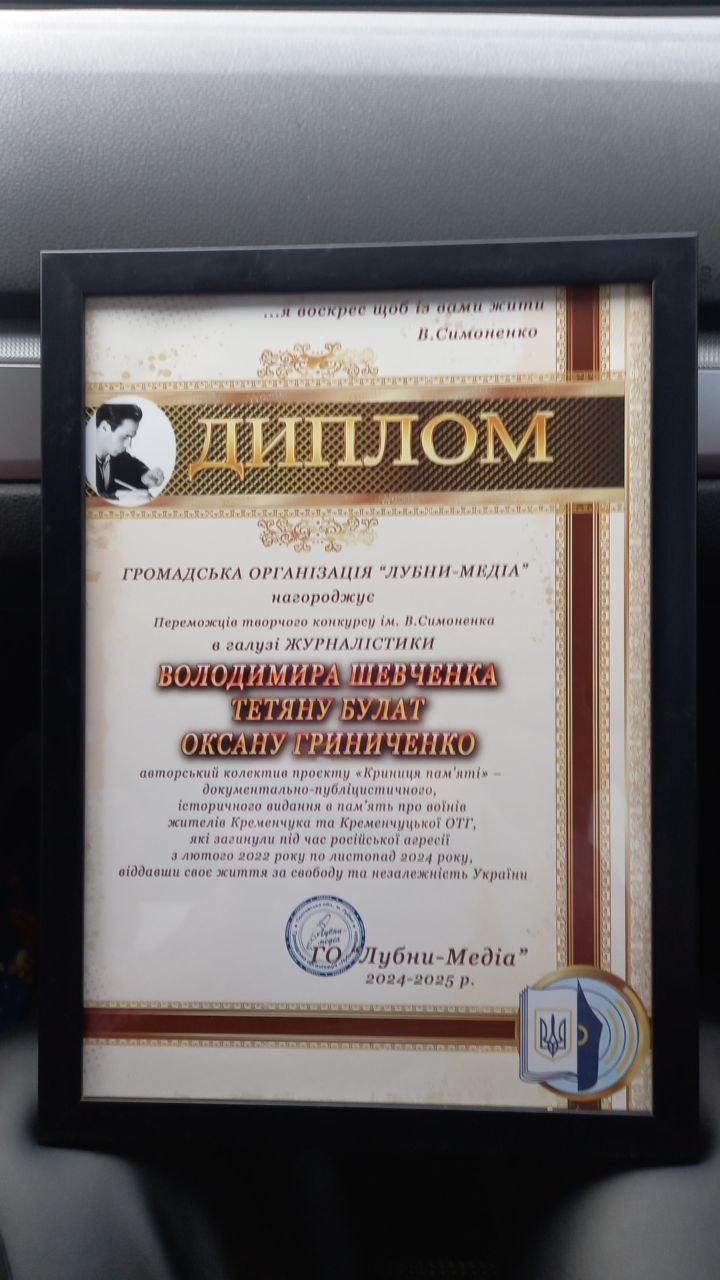 ...я воскрес щоб із вами жити
В.Симоненко
ДИПЛОМ
ГРОМАДСЬКА ОРГАНІЗАЦІЯ "ЛУБНИ-МЕДІА"
нагороджує
Переможців творчого конкурсу ім. В.Симоненка
в галузі ЖУРНАЛІСТИКИ
ВОЛОДИМИРА ШЕВЧЕНКА
ТЕТЯНУ БУЛАТ
ОКСАНУ ГРИНИЧЕНКО
авторський колектив проєкту «Криниця пам'яті» –
документально-публіцистичного,
історичного видання в пам'ять про воїнів
жителів Кременчука та Кременчуцької ОТГ,
які загинули під час російської агресії
з лютого 2022 року по листопад 2024 року,
віддавши своє життя за свободу та незалежність України
Лубни-
медіа
ГО "Лубни-Медіа"
2024-2025 р.